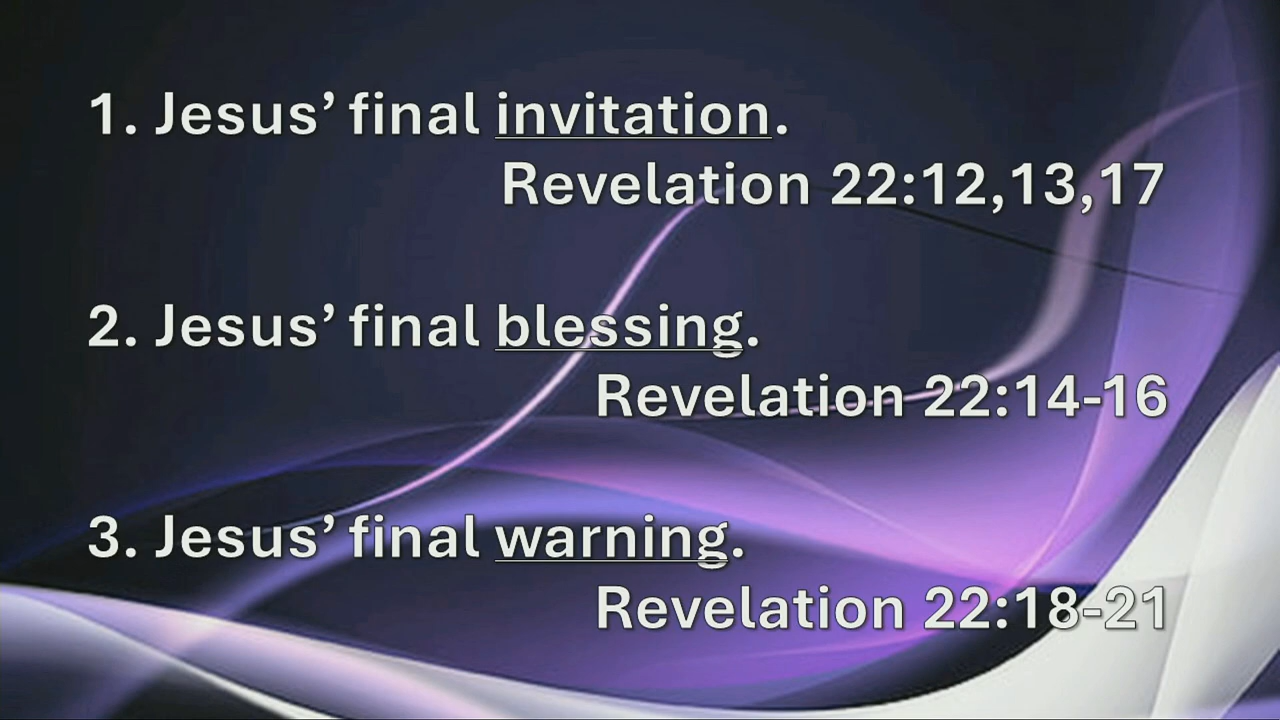 1. Jesus’ final invitation.
Revelation 22:12,13,17
2. Jesus’ final blessing.
Revelation 22:14-16
3. Jesus’ final warning.
Revelation 22:18-21